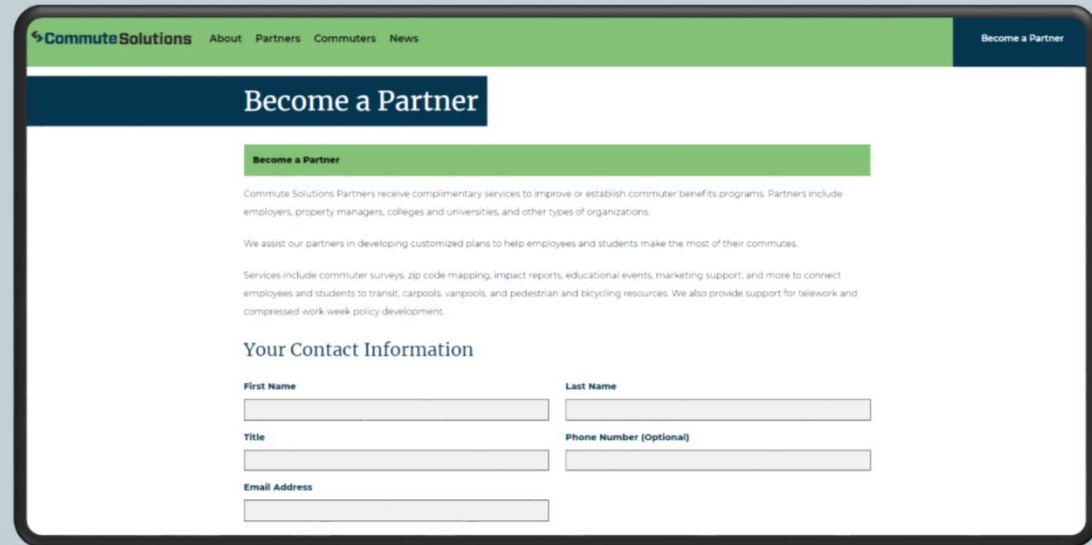 CommuteSolutions About Partners Commuters News Become a Partner
Become a Partner
Become a Partner
Commute Solutions Partners receive complimentary services to improve or establish commuter benefits programs. Partners include
employers, property managers, colleges and universities, and other types of organizations.
We assist our partners in developing customized plans to help employees and students make the most of their commutes.
Services include commuter surveys, zip code mapping, impact reports, educational events, marketing support, and more to connect
employees and students to transit, carpools, vanpools, and pedestrian and bicycling resources. We also provide support for telework and
compressed work week policy development.
Your Contact Information
First Name Last Name
Title Phone Number (Optional)
Email Address